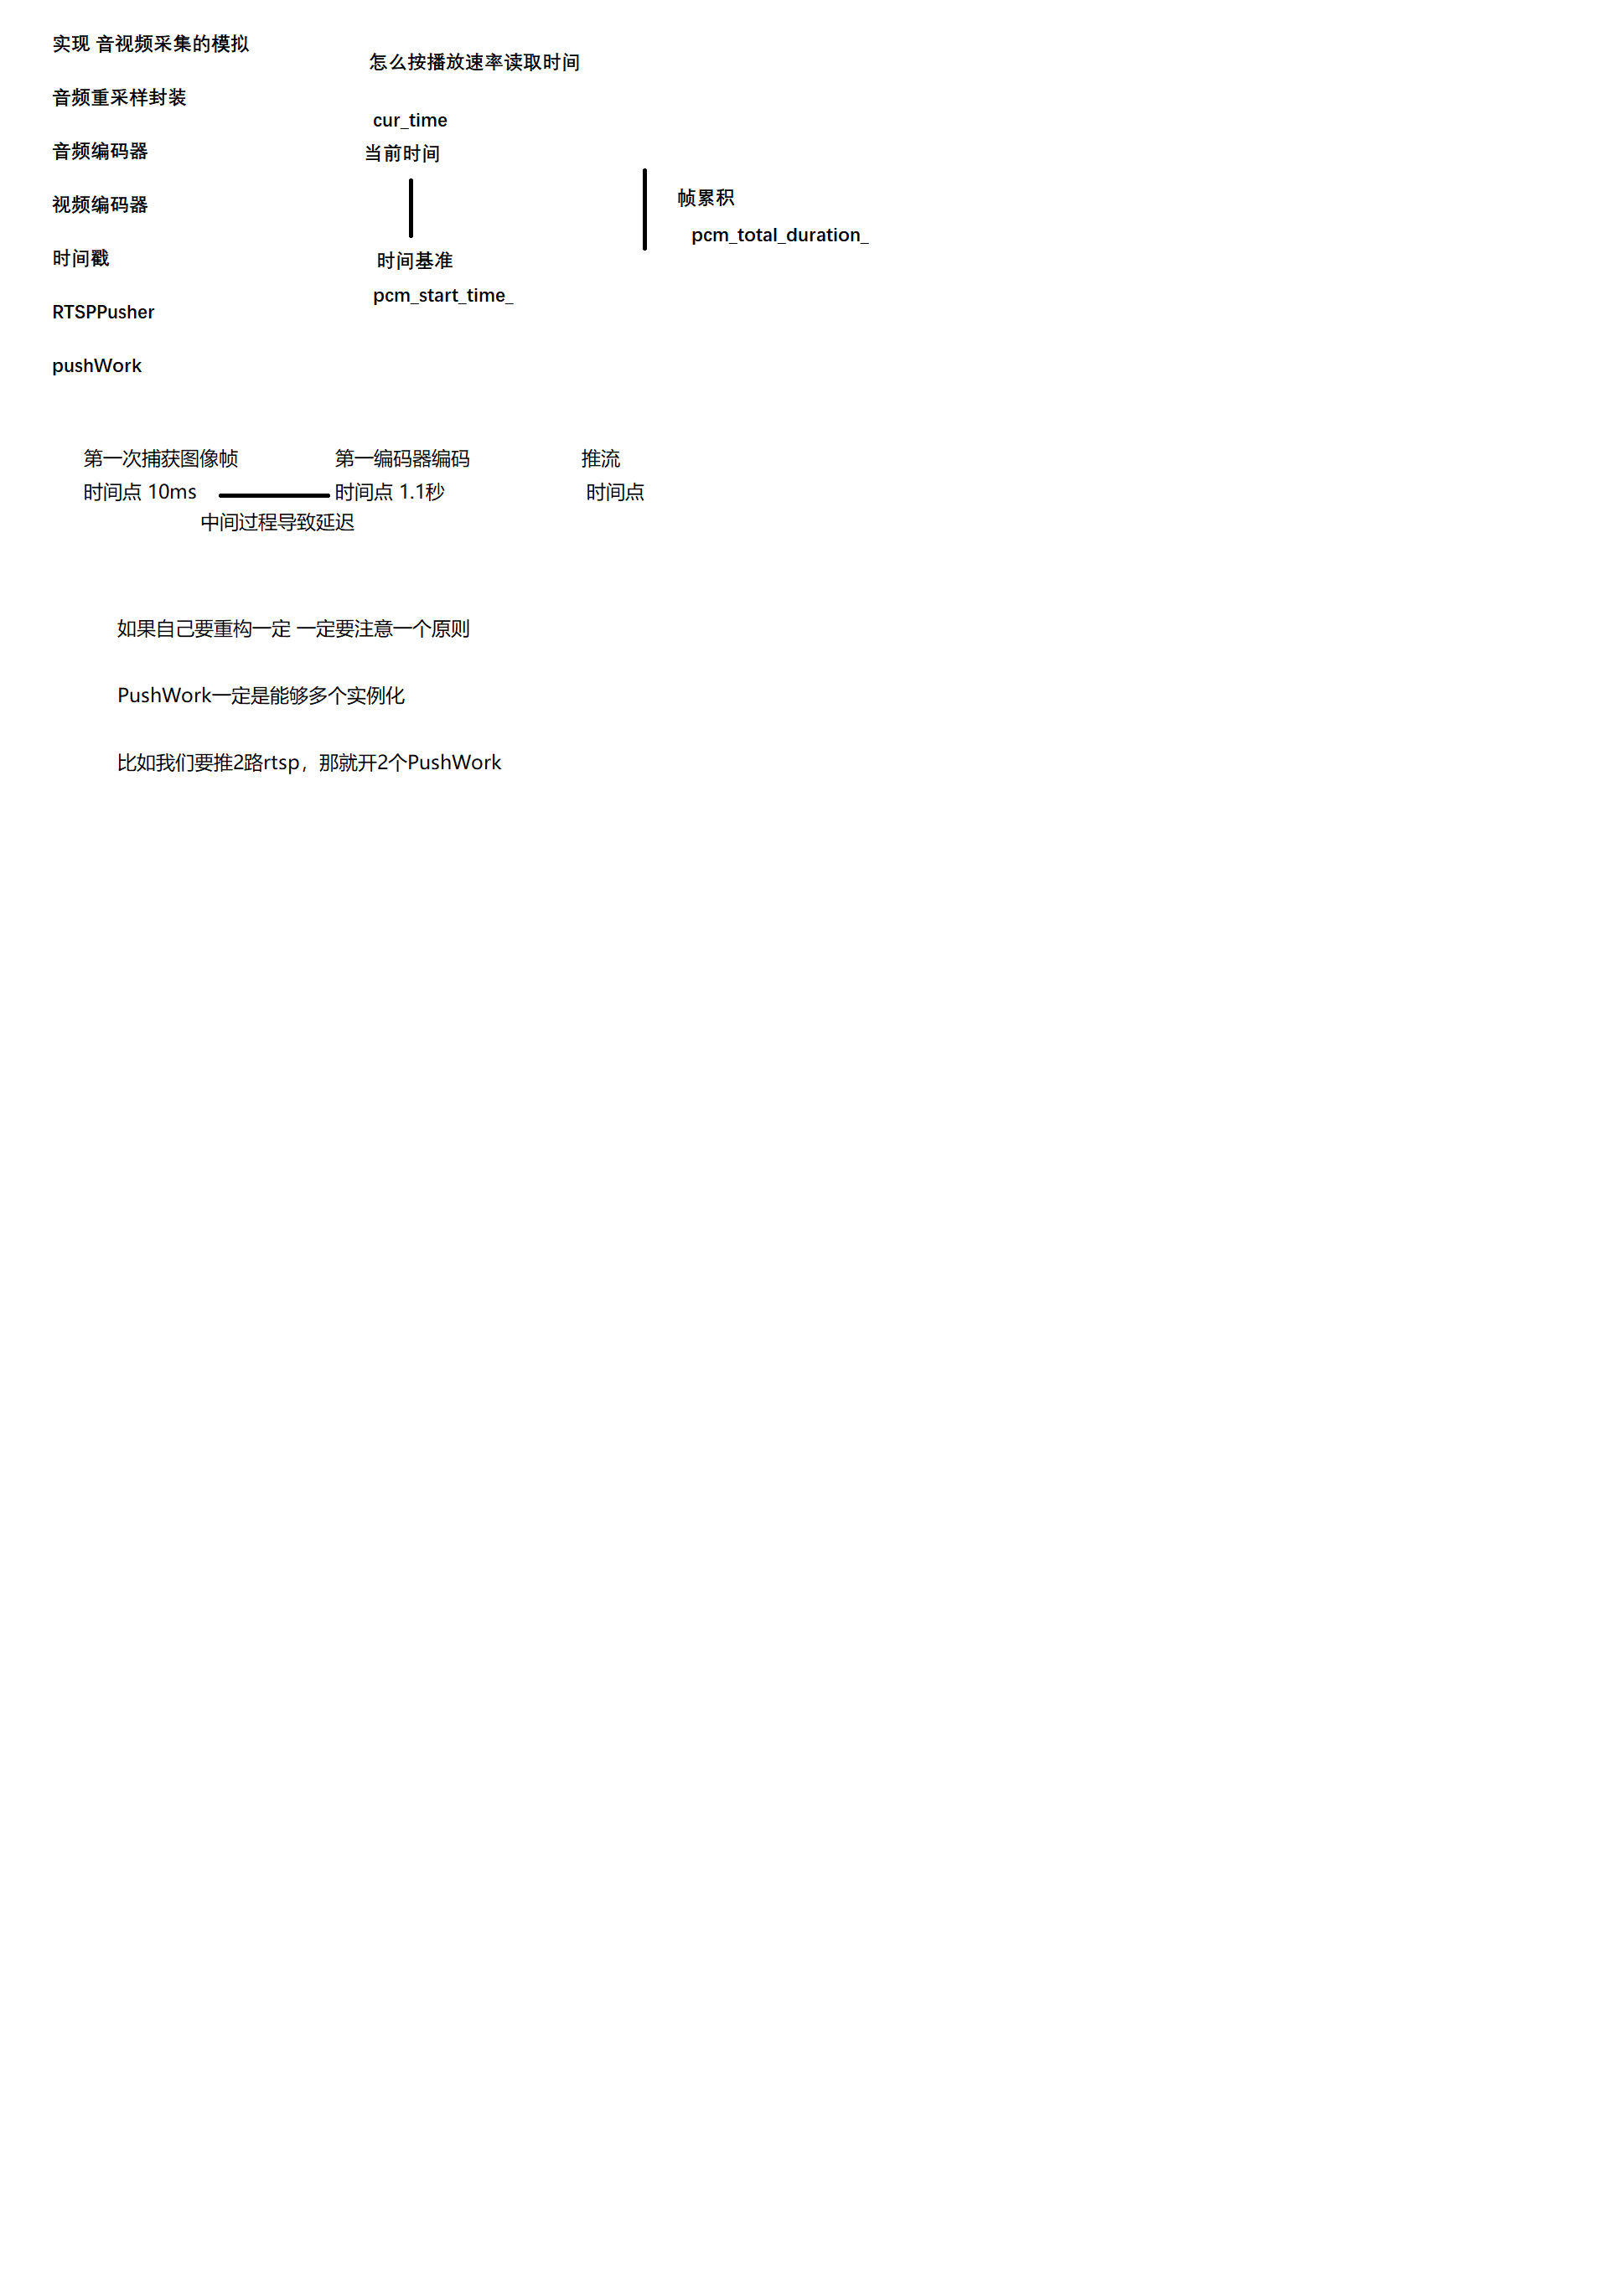 实现 音视频采集的模拟
音频重采样封装
音频编码器
视频编码器
时间戳
RTSPPusher
pushWork
怎么按播放速率读取时间
cur_time
当前时间
时间基准
pcm_start_time_
帧累积
pcm_total_duration_
第一次捕获图像帧
时间点 10ms
中间过程导致延迟
第一编码器编码
时间点 1.1秒
推流
时间点
如果自己要重构一定 一定要注意一个原则
PushWork一定是能够多个实例化
比如我们要推2路rtsp，那就开2个PushWork